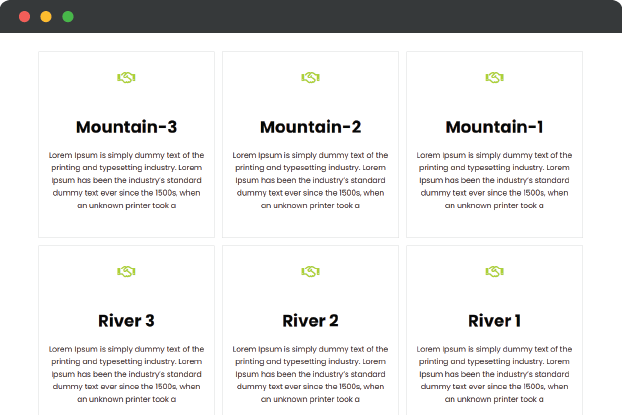 Mountain-3
Lorem Ipsum is simply dummy text of the
printing and typesetting industry. Lorem
Ipsum has been the industry's standard
dummy text ever since the 1500s, when
an unknown printer took a
Mountain-2
Lorem Ipsum is simply dummy text of the
printing and typesetting industry. Lorem
Ipsum has been the industry's standard
dummy text ever since the 1500s, when
an unknown printer took a
Mountain-1
Lorem Ipsum is simply dummy text of the
printing and typesetting industry. Lorem
Ipsum has been the industry's standard
dummy text ever since the 1500s, when
an unknown printer took a
River 3
Lorem Ipsum is simply dummy text of the
printing and typesetting industry. Lorem
Ipsum has been the industry's standard
dummy text ever since the 1500s, when
an unknown printer took a
River 2
Lorem Ipsum is simply dummy text of the
printing and typesetting industry. Lorem
Ipsum has been the industry's standard
dummy text ever since the 1500s, when
an unknown printer took a
River 1
Lorem Ipsum is simply dummy text of the
printing and typesetting industry. Lorem
Ipsum has been the industry's standard
dummy text ever since the 1500s, when
an unknown printer took a